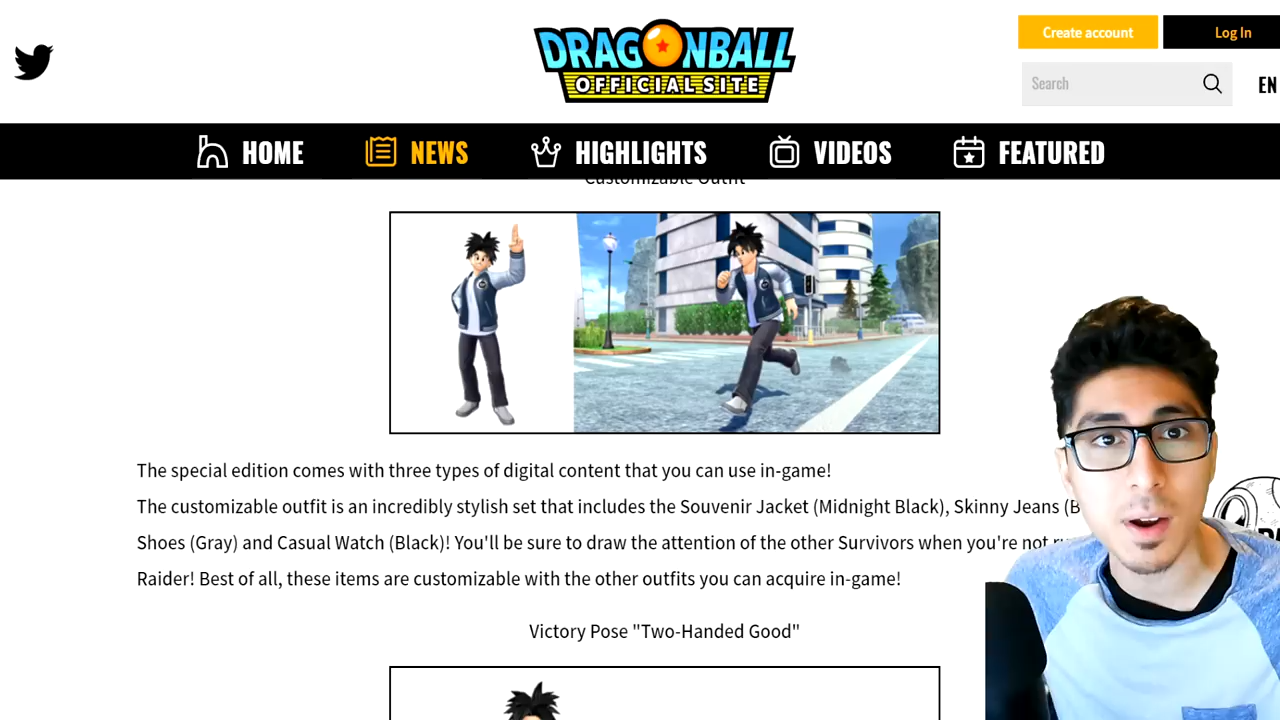 DRAGONBALL
OFFICIAL SITE
Create account
Log In
Search
EN
HOME
NEWS
HIGHLIGHTS
VIDEOS
FEATURED
Customizable Outfit
The special edition comes with three types of digital content that you can use in-game!
The customizable outfit is an incredibly stylish set that includes the Souvenir Jacket (Midnight Black), Skinny Jeans (B
Shoes (Gray) and Casual Watch (Black)! You'll be sure to draw the attention of the other Survivors when you're not
Raider! Best of all, these items are customizable with the other outfits you can acquire in-game!
Victory Pose "Two-Handed Good"